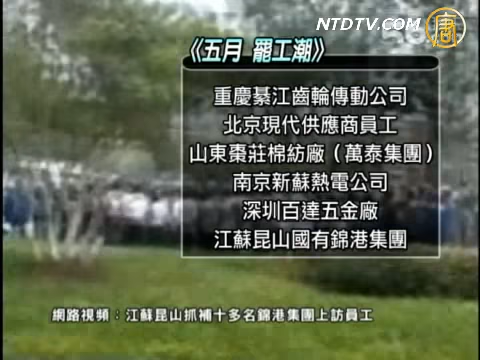 NTDTV.COM
唐
《五月 罷工潮》
重慶綦江齒輪傳動公司
北京現代供應商員工
山東棗莊棉紡廠（萬泰集團）
南京新蘇熱電公司
深圳百達五金廠
江蘇昆山國有錦港集團
網路視頻：江蘇昆山抓補十多名錦港集團上訪員工